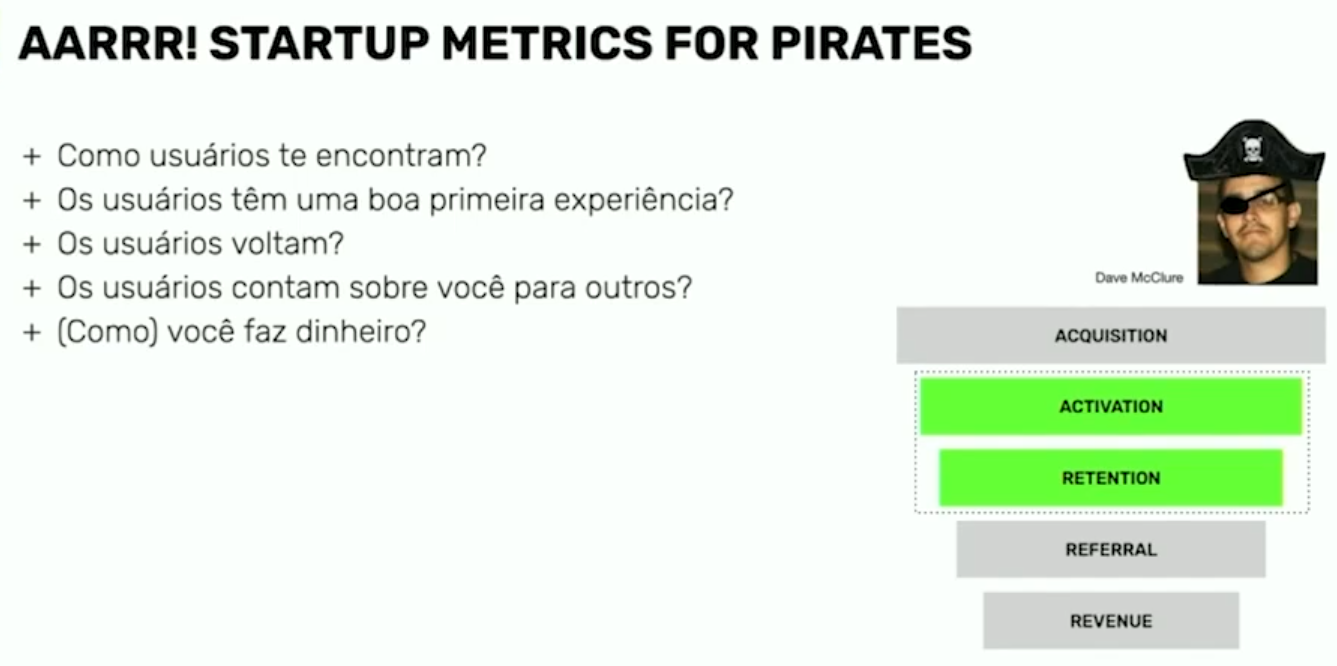 AARRR! STARTUP METRICS FOR PIRATES
+ Como usuários te encontram?
+ Os usuários têm uma boa primeira experiência?
+ Os usuários voltam?
+ Os usuários contam sobre você para outros?
+ (Como) você faz dinheiro?
Dave McClure
ACQUISITION
ACTIVATION
RETENTION
REFERRAL
REVENUE